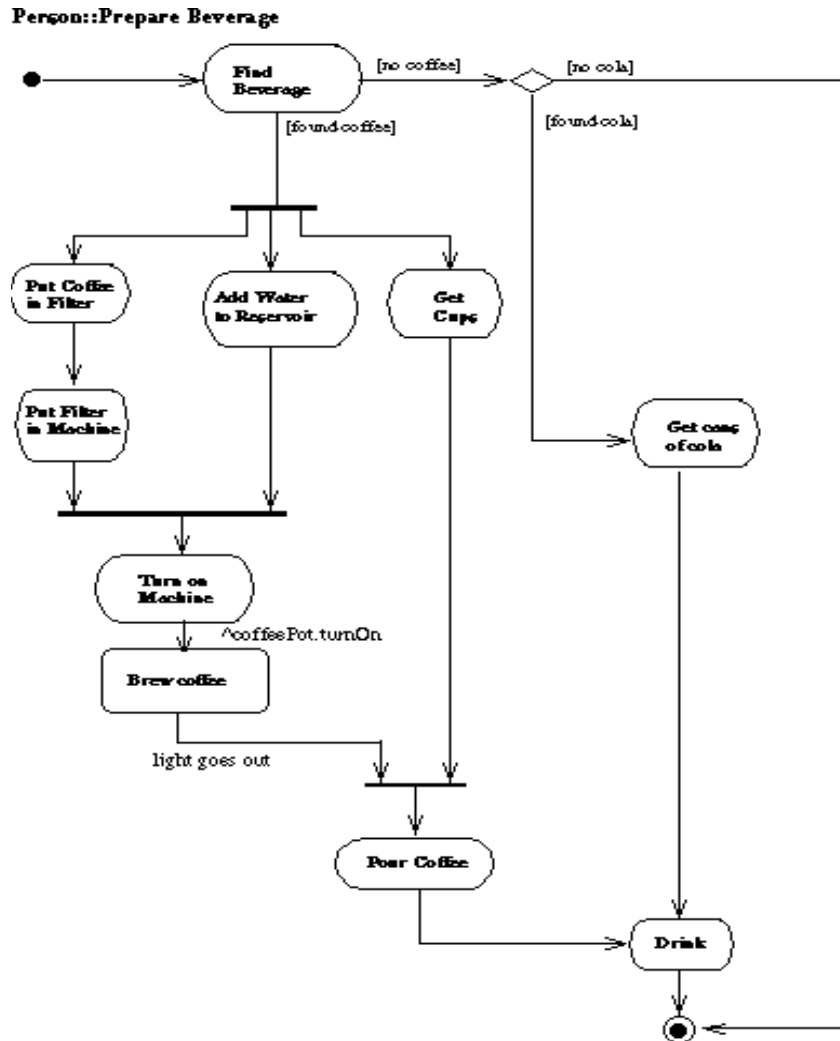 Person::Prepare Beverage
Find
Beverage
[no coffee]
[no cola]
[found coffee]
[found cola]
Put Coffee
in Filter
Add Water
to Reservoir
Get
Cups
Put Filter
in Machine
Get cans
of cola
Turn on
Machine
^coffeePot.turnOn
Brew coffee
light goes out
Pour Coffee
Drink